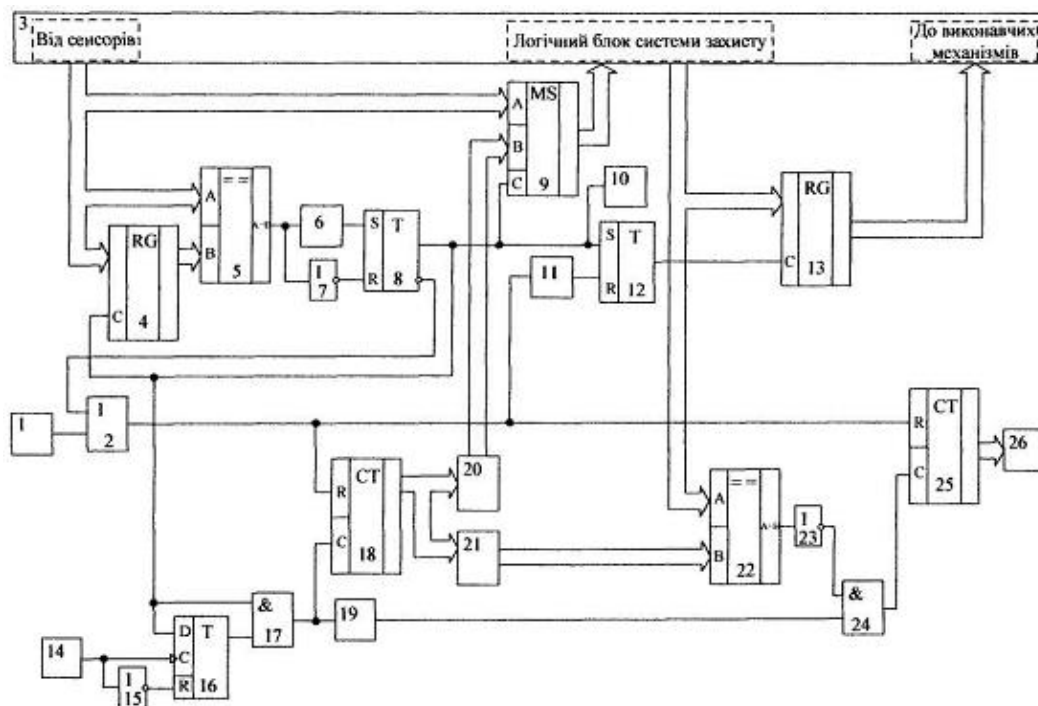 3
Від сенсорів
Логічний блок системи захисту
До виконавчих
механізмів
MS
A
B
C
9
10
RG
C
13
==
A
B
5
6
1
7
S
T
R
8
S
T
R
12
11
RG
C
4
1
1
2
CT
R
C
18
20
21
==
A
B
22
1
23
CT
R
C
25
26
&
24
14
1
15
D
T
C
R
16
&
17
19